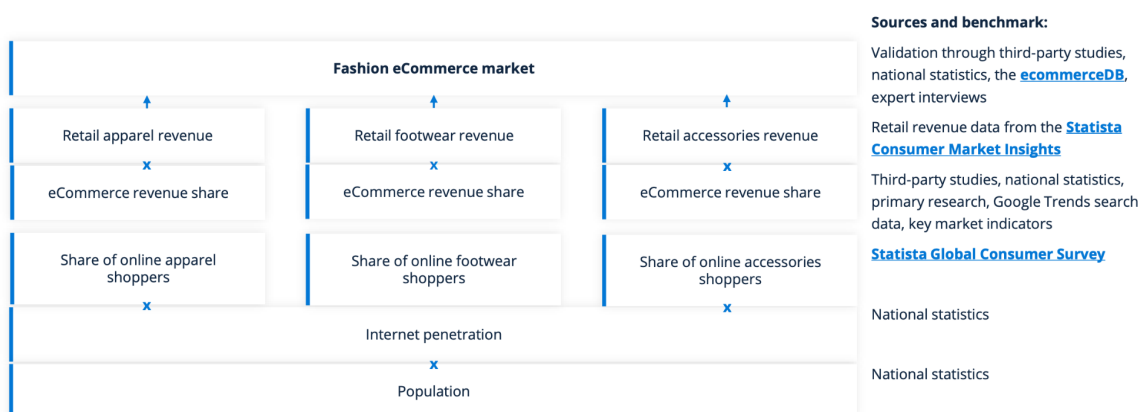 Sources and benchmark:
Fashion eCommerce market
Validation through third-party studies,
national statistics, the ecommerceDB,
expert interviews
Retail apparel revenue
Retail footwear revenue
Retail accessories revenue
Retail revenue data from the Statista
Consumer Market Insights
x
x
x
eCommerce revenue share
eCommerce revenue share
eCommerce revenue share
Third-party studies, national statistics,
primary research, Google Trends search
data, key market indicators
Share of online apparel
shoppers
Share of online footwear
shoppers
Share of online accessories
shoppers
Statista Global Consumer Survey
x
x
Internet penetration
National statistics
x
Population
National statistics